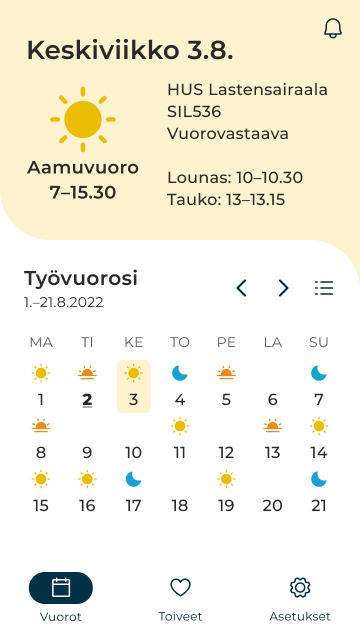 Keskiviikko 3.8.
Aamuvuoro
7–15.30
HUS Lastensairaala
SIL536
Vuorovastaava
Lounas: 10–10.30
Tauko: 13–13.15
Työvuorosi
1.–21.8.2022
MA TI KE TO PE LA SU
1 2 3 4 5 6 7
8 9 10 11 12 13 14
15 16 17 18 19 20 21
Vuorot Toiveet Asetukset